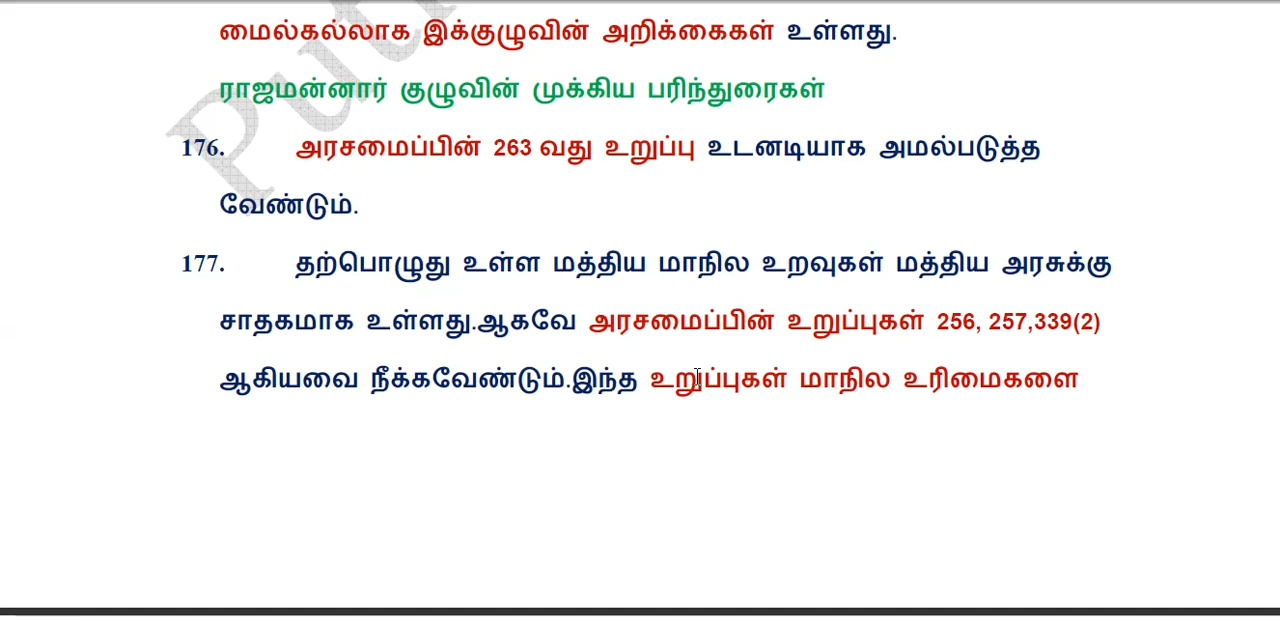 மைல்கல்லாக இக்குழுவின் அறிக்கைகள் உள்ளது.
ராஜமன்னார் குழுவின் முக்கிய பரிந்துரைகள்
176. அரசமைப்பின் 263 வது உறுப்பு உடனடியாக அமல்படுத்த
வேண்டும்.
177. தற்பொழுது உள்ள மத்திய மாநில உறவுகள் மத்திய அரசுக்கு
சாதகமாக உள்ளது.ஆகவே அரசமைப்பின் உறுப்புகள் 256, 257,339(2)
ஆகியவை நீக்கவேண்டும்.இந்த உறுப்புகள் மாநில உரிமைகளை